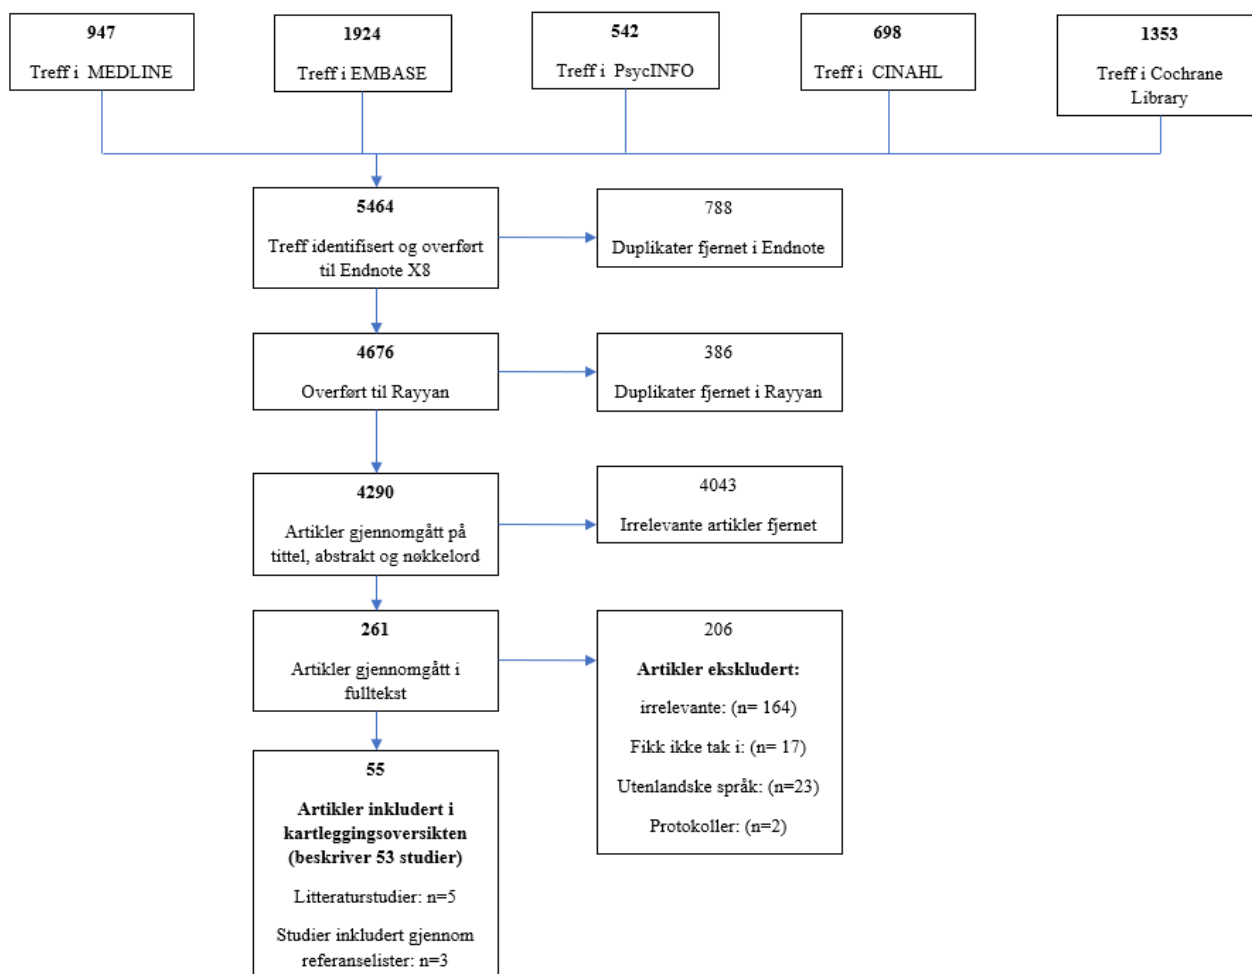 947
Treff i MEDLINE
1924
Treff i EMBASE
542
Treff i PsycINFO
698
Treff i CINAHL
1353
Treff i Cochrane
Library
5464
Treff identifisert og overført
til Endnote X8
788
Duplikater fjernet i Endnote
4676
Overført til Rayyan
386
Duplikater fjernet i Rayyan
4290
Artikler gjennomgått på
tittel, abstrakt og nøkkelord
4043
Irrelevante artikler fjernet
261
Artikler gjennomgått i
fulltekst
206
Artikler ekskludert:
irrelevante: (n= 164)
Fikk ikke tak i: (n= 17)
Utenlandske språk: (n=23)
Protokoller: (n=2)
55
Artikler inkludert i
kartleggingsoversikten
(beskriver 53 studier)
Litteraturstudier: n=5
Studier inkludert gjennom
referanselister: n=3